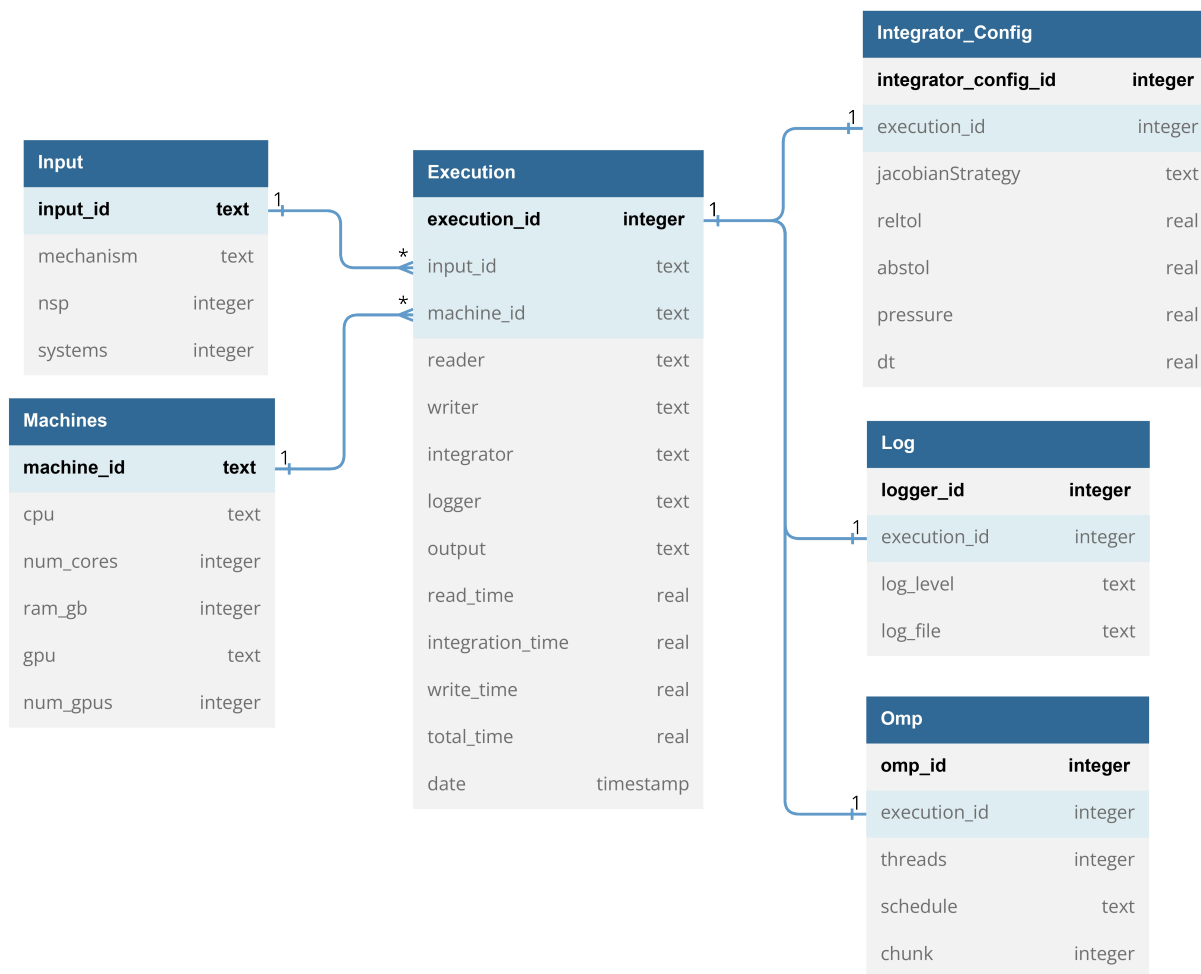 Input
input_id text
mechanism text
nsp integer
systems integer
Machines
machine_id text
cpu text
num_cores integer
ram_gb integer
gpu text
num_gpus integer
1
*
*
1
Execution
execution_id integer
input_id text
machine_id text
reader text
writer text
integrator text
logger text
output text
read_time real
integration_time real
write_time real
total_time real
date timestamp
1
1
Integrator_Config
integrator_config_id integer
execution_id integer
jacobianStrategy text
reltol real
abstol real
pressure real
dt real
1
Log
logger_id integer
execution_id integer
log_level text
log_file text
1
Omp
omp_id integer
execution_id integer
threads integer
schedule text
chunk integer